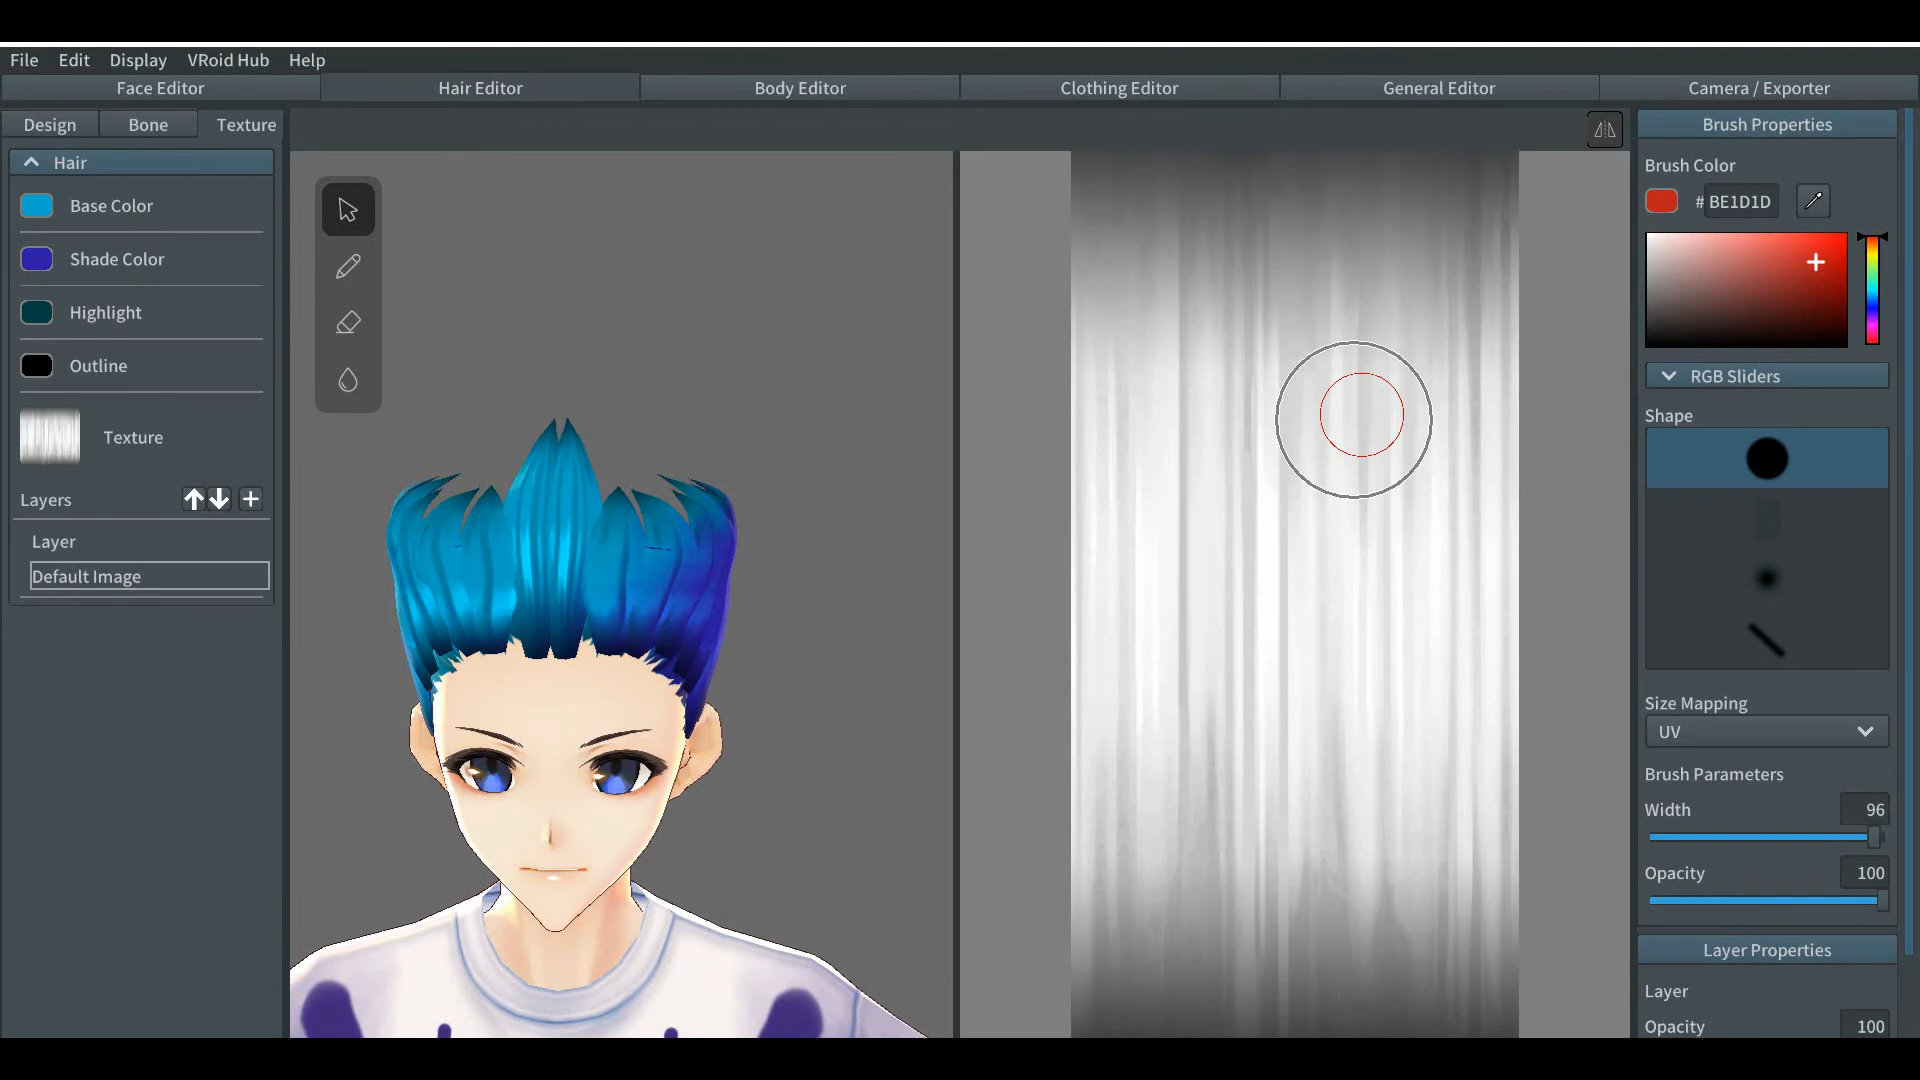 File Edit Display VRoid Hub Help
Face Editor Hair Editor Body Editor Clothing Editor General Editor Camera / Exporter
Design Bone Texture
Hair
Base Color
Shade Color
Highlight
Outline
Texture
Layers
Layer
Default Image
Brush Properties
Brush Color
# BE1D1D
RGB Sliders
Shape
Size Mapping
UV
Brush Parameters
Width 96
Opacity 100
Layer Properties
Layer
Opacity 100